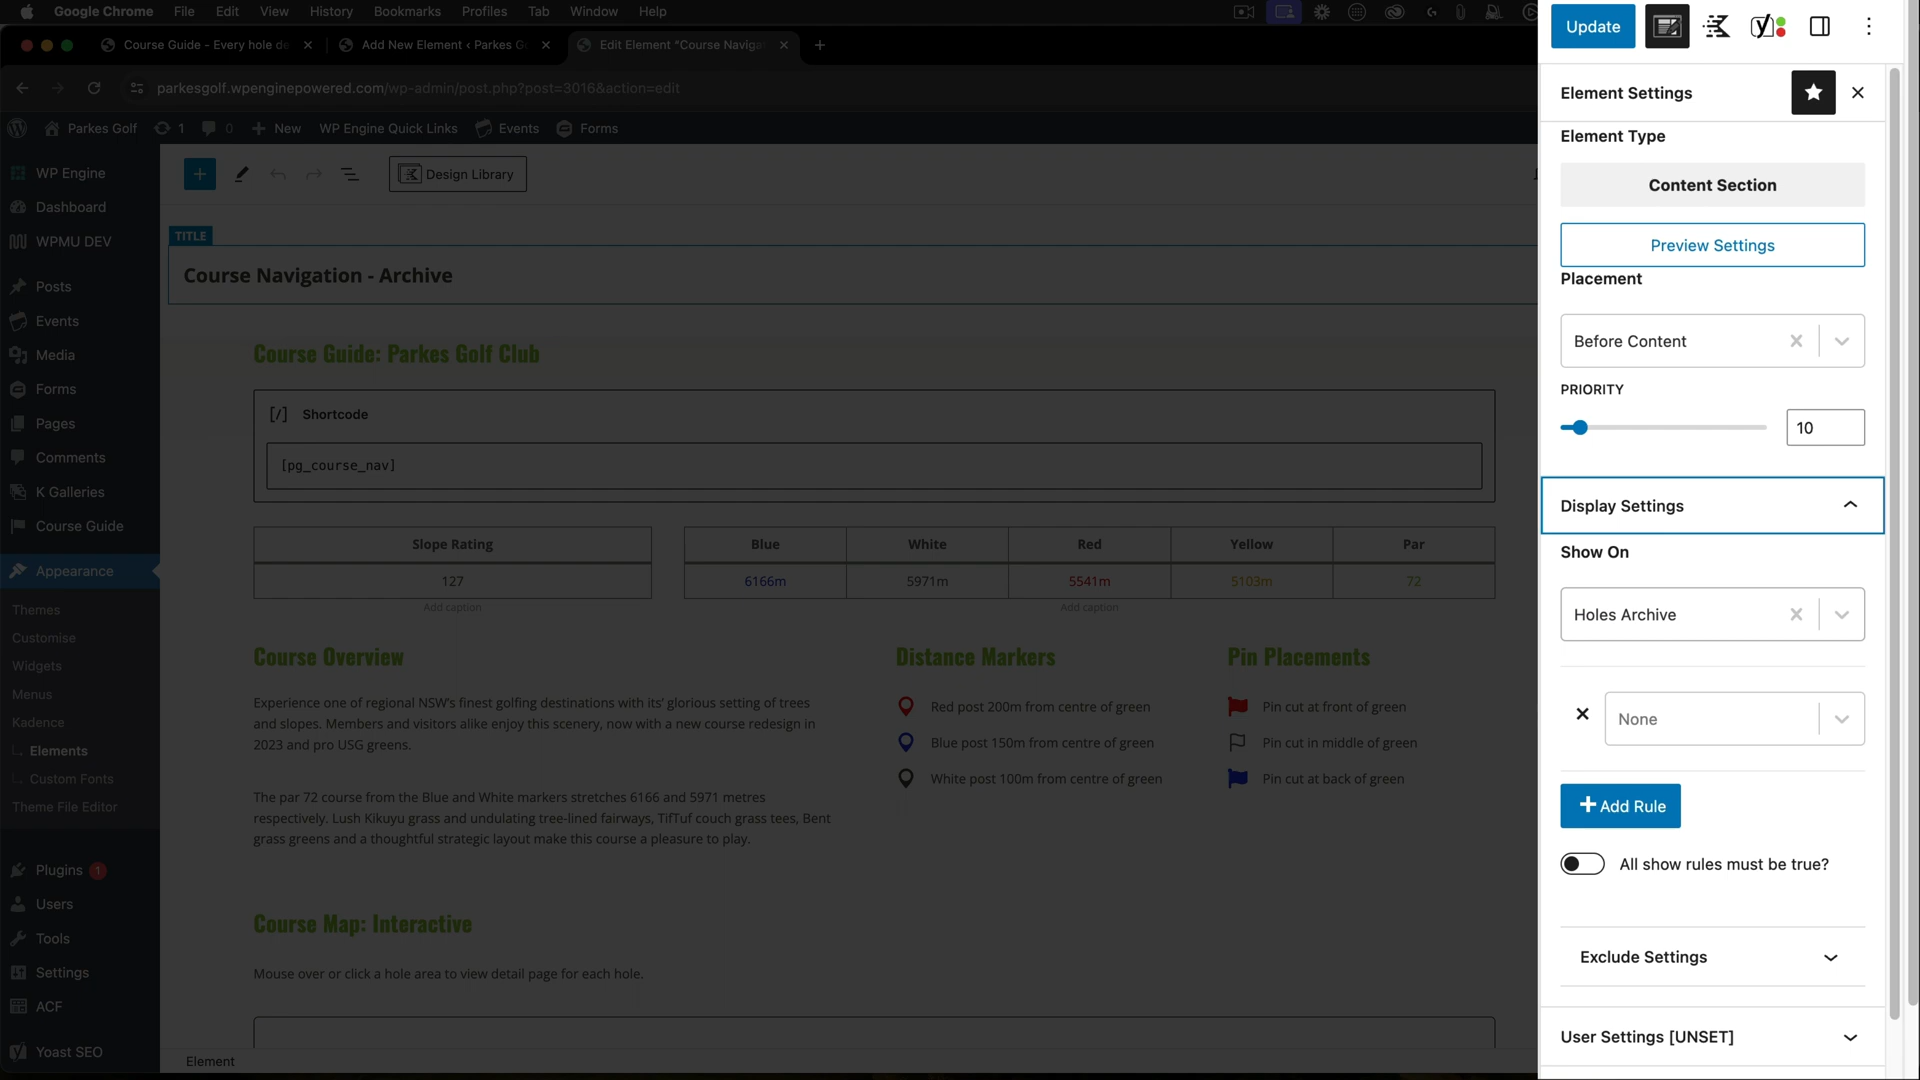 Google Chrome File Edit View History Bookmarks Profiles Tab Window Help
Course Guide - Every hole de
Add New Element ‹ Parkes G
Edit Element "Course Naviga
parkesgolf.wpenginepowered.com/wp-admin/post.php?post=3016&action=edit
Parkes Golf 1 0 New WP Engine Quick Links Events Forms
WP Engine
Dashboard
WPMU DEV
Posts
Events
Media
Forms
Pages
Comments
K Galleries
Course Guide
Appearance
Themes
Customise
Widgets
Menus
Kadence
Elements
Custom Fonts
Theme File Editor
Plugins 1
Users
Tools
Settings
ACF
Yoast SEO
Design Library
TITLE
Course Navigation - Archive
Course Guide: Parkes Golf Club
[/] Shortcode
[pg_course_nav]
Slope Rating
127
Add caption
Blue White Red Yellow Par
6166m 5971m 5541m 5103m 72
Add caption
Course Overview
Experience one of regional NSW's finest golfing destinations with its' glorious setting of trees
and slopes. Members and visitors alike enjoy this scenery, now with a new course redesign in
2023 and pro USG greens.
The par 72 course from the Blue and White markers stretches 6166 and 5971 metres
respectively. Lush Kikuyu grass and undulating tree-lined fairways, TifTuf couch grass tees, Bent
grass greens and a thoughtful strategic layout make this course a pleasure to play.
Distance Markers
Red post 200m from centre of green
Blue post 150m from centre of green
White post 100m from centre of green
Pin Placements
Pin cut at front of green
Pin cut in middle of green
Pin cut at back of green
Course Map: Interactive
Mouse over or click a hole area to view detail page for each hole.
Element
Update
Element Settings
Element Type
Content Section
Preview Settings
Placement
Before Content
PRIORITY
10
Display Settings
Show On
Holes Archive
None
Add Rule
All show rules must be true?
Exclude Settings
User Settings [UNSET]